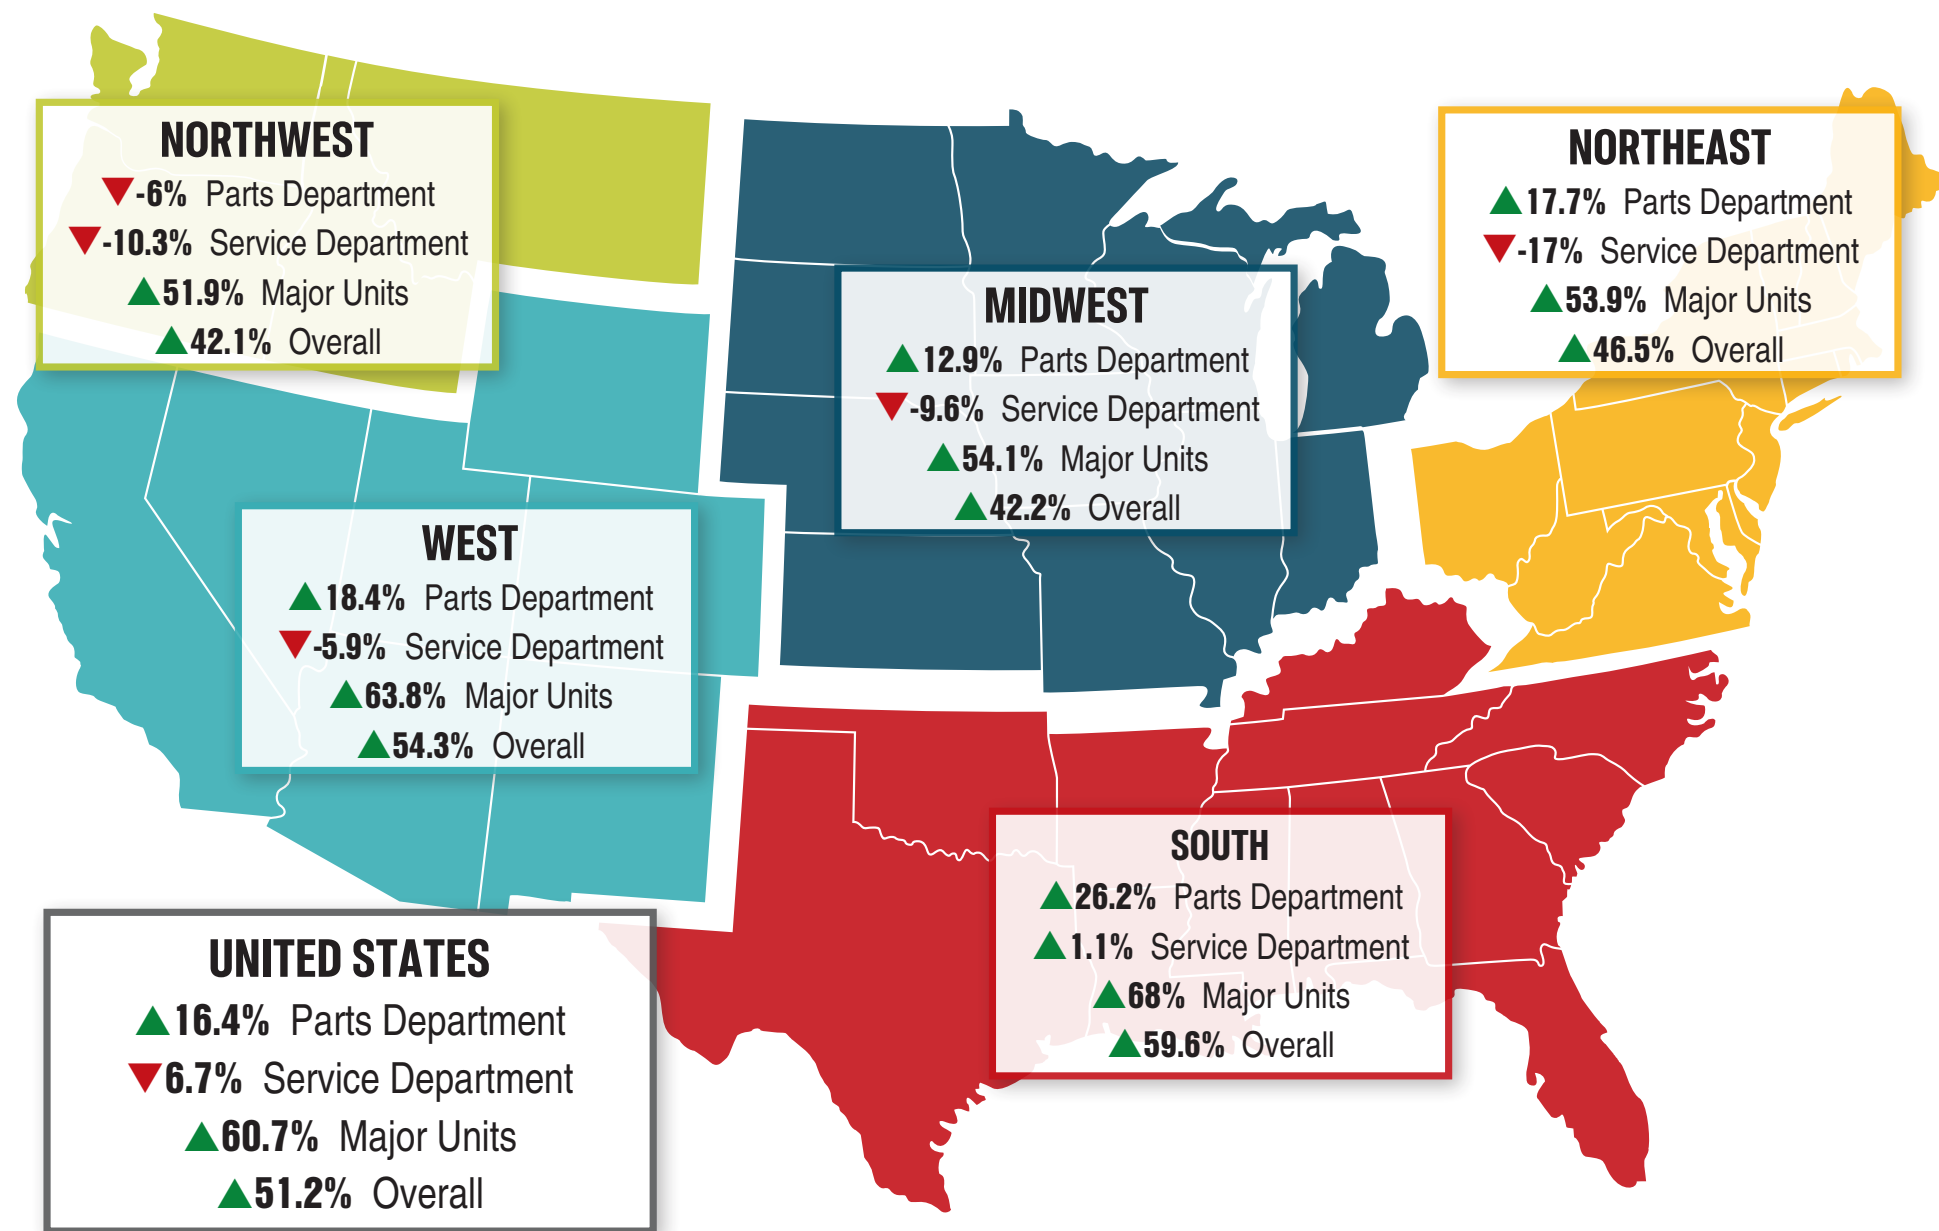 NORTHWEST
▼-6% Parts Department
▼-10.3% Service Department
▲51.9% Major Units
▲42.1% Overall
NORTHEAST
▲17.7% Parts Department
▼-17% Service Department
▲53.9% Major Units
▲46.5% Overall
MIDWEST
▲12.9% Parts Department
▼-9.6% Service Department
▲54.1% Major Units
▲42.2% Overall
WEST
▲18.4% Parts Department
▼-5.9% Service Department
▲63.8% Major Units
▲54.3% Overall
SOUTH
▲26.2% Parts Department
▲1.1% Service Department
▲68% Major Units
▲59.6% Overall
UNITED STATES
▲16.4% Parts Department
▼6.7% Service Department
▲60.7% Major Units
▲51.2% Overall